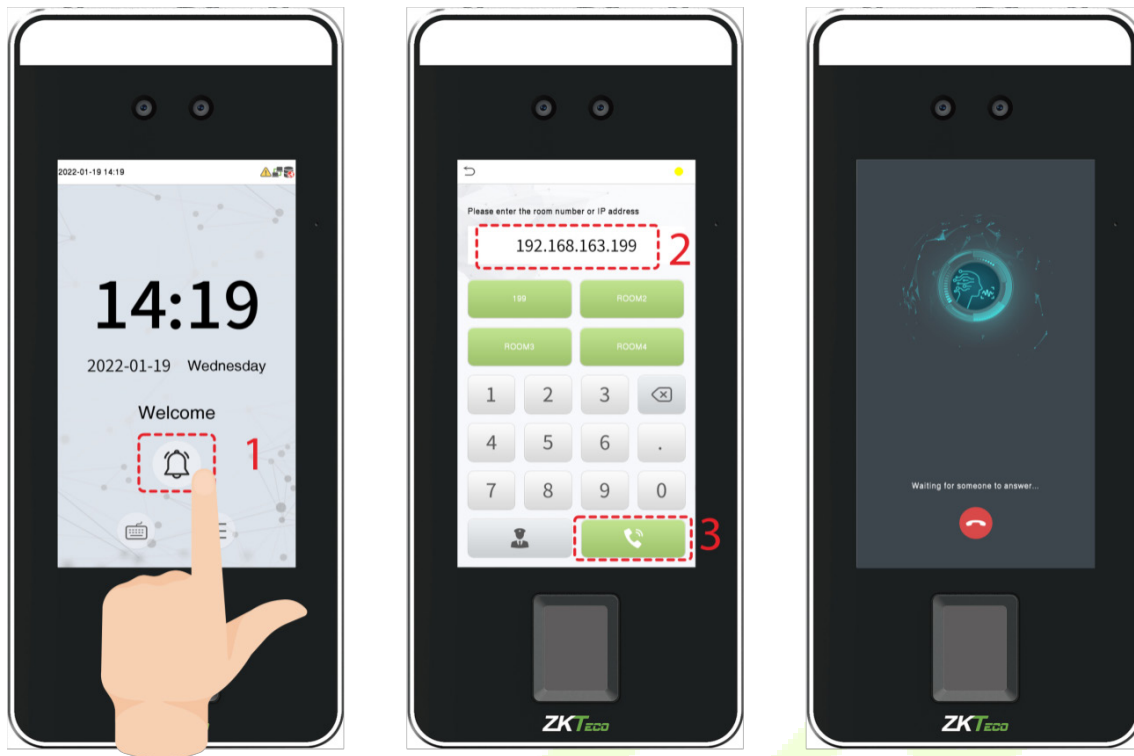 2022-01-19 14:19
14:19
2022-01-19 Wednesday
Welcome
1
Please enter the room number or IP address
192.168.163.199
2
199 ROOM2
ROOM3 ROOM4
1 2 3
4 5 6 .
7 8 9 0
3
ZKTECO
Waiting for someone to answer...
ZKTECO